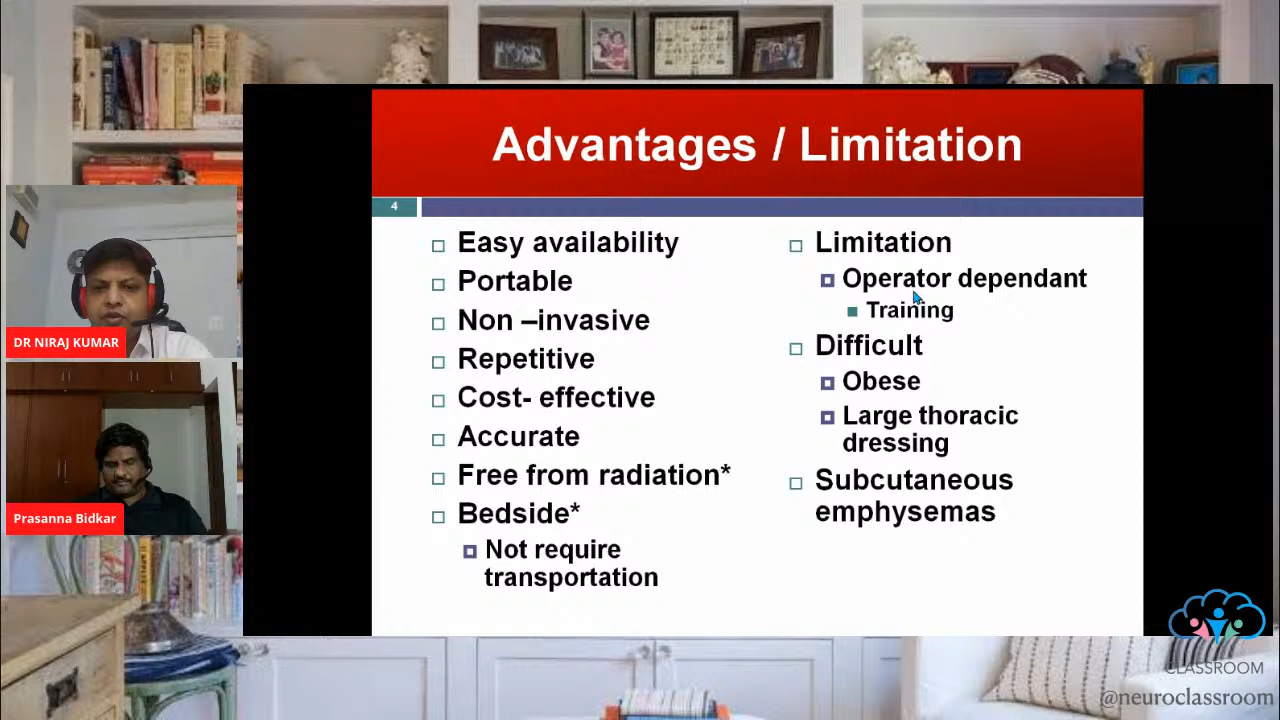 Advantages / Limitation
4
Easy availability
Portable
Non –invasive
Repetitive
Cost- effective
Accurate
Free from radiation*
Bedside*
Not require
transportation
Limitation
Operator dependant
Training
Difficult
Obese
Large thoracic
dressing
Subcutaneous
emphysemas
DR NIRAJ KUMAR
Prasanna Bidkar
CLASSROOM
@neuroclassroom